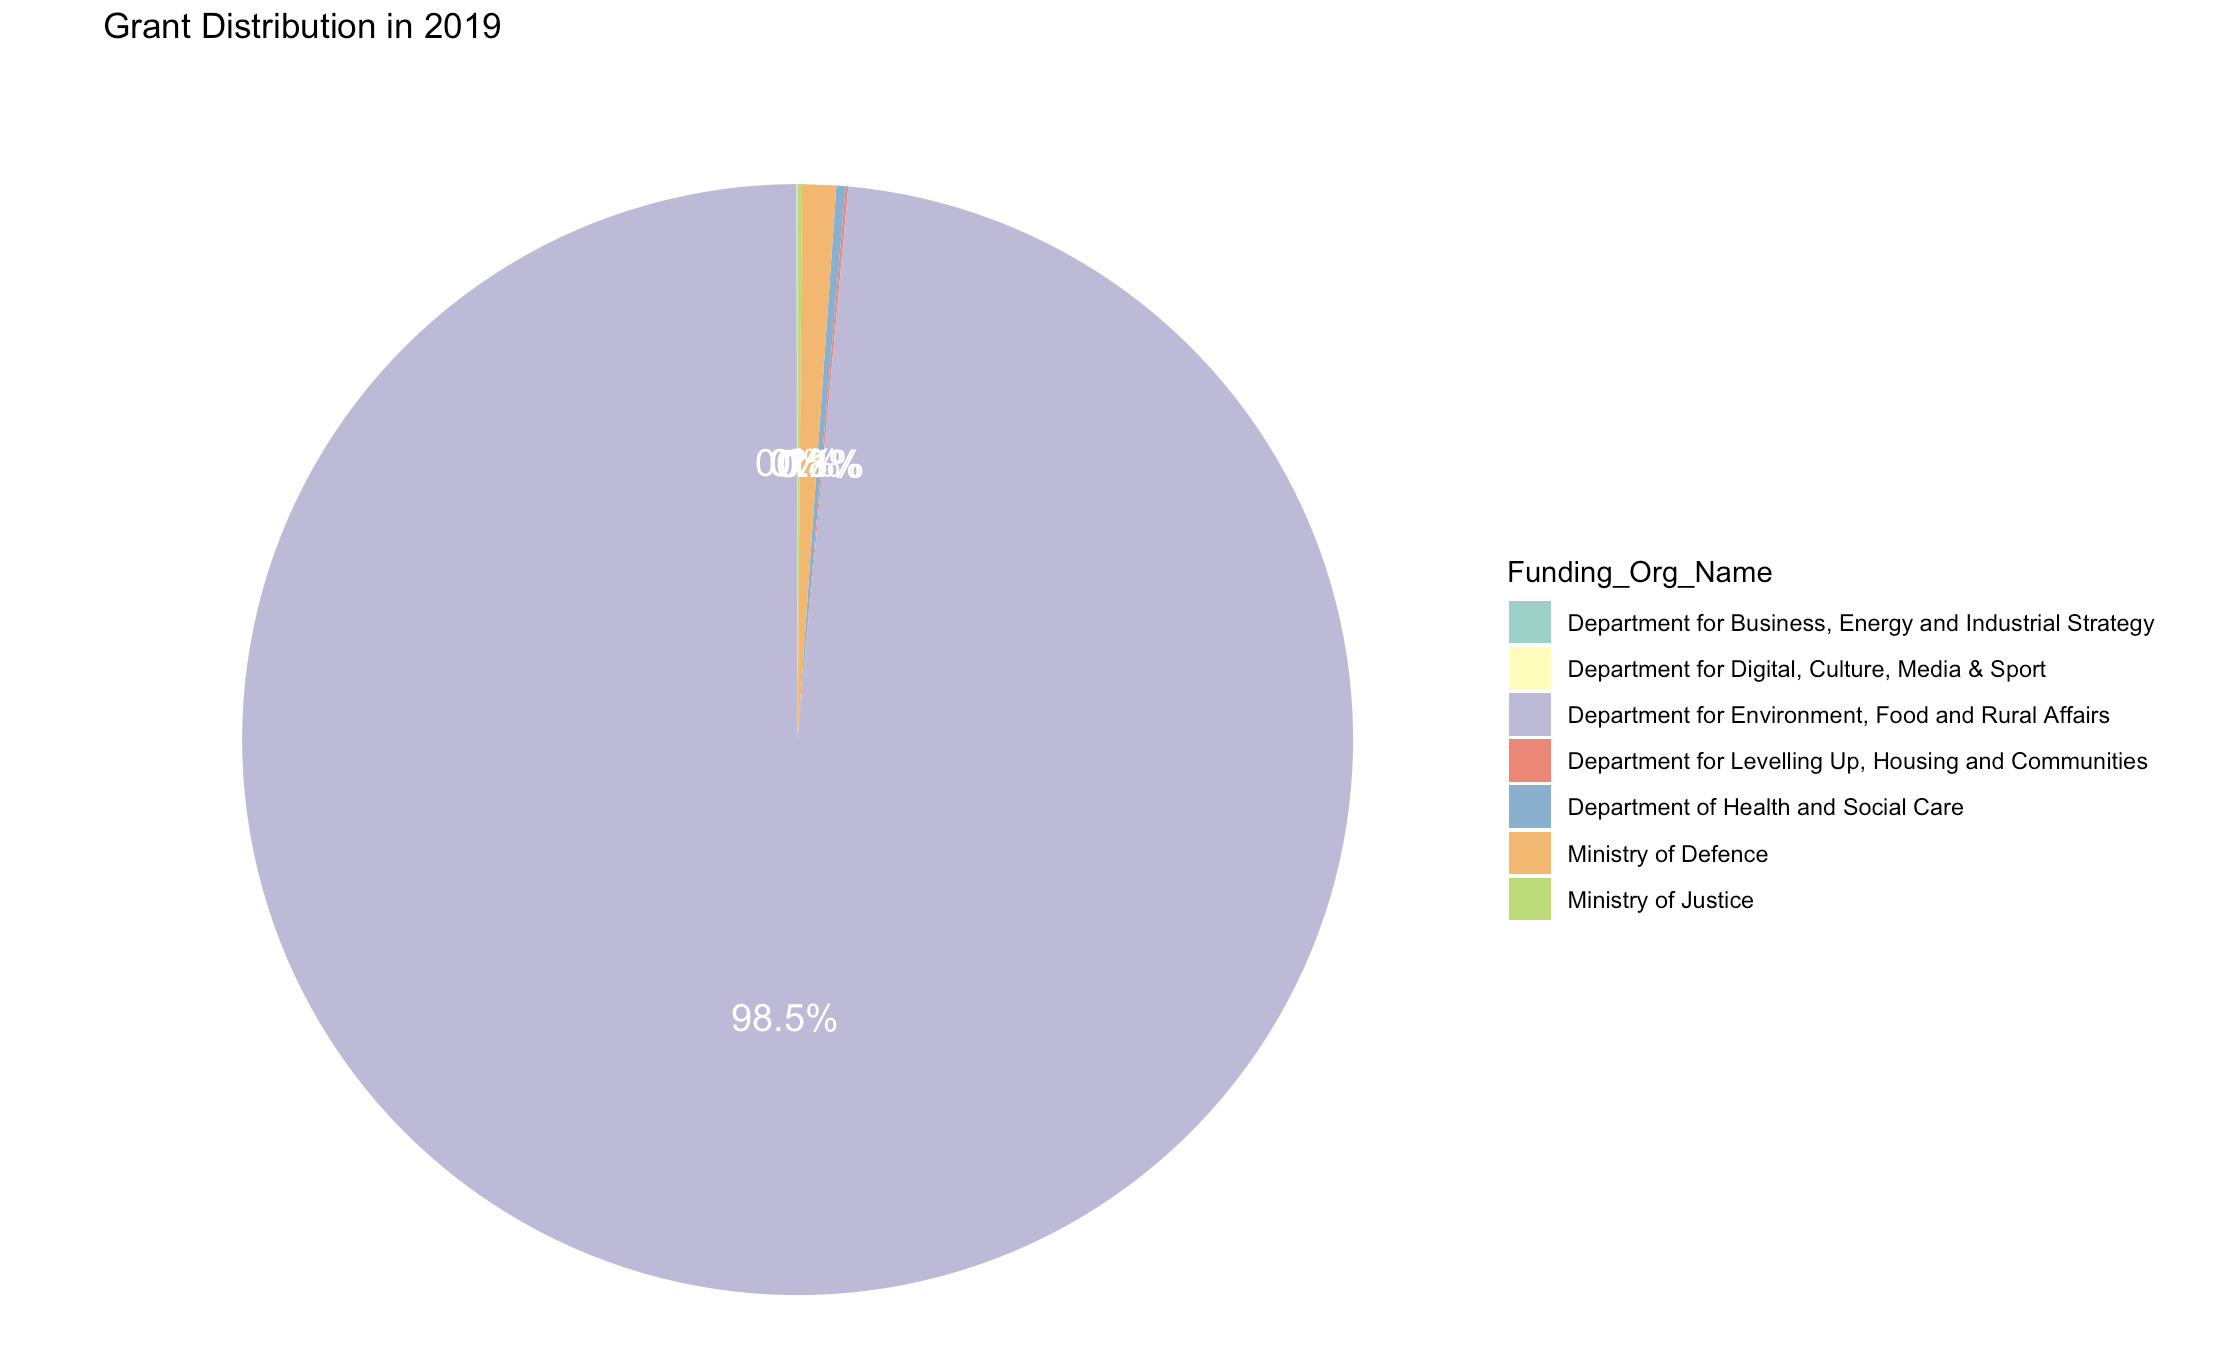 Grant Distribution in 2019
98.5%
Funding_Org_Name
Department for Business, Energy and Industrial Strategy
Department for Digital, Culture, Media & Sport
Department for Environment, Food and Rural Affairs
Department for Levelling Up, Housing and Communities
Department of Health and Social Care
Ministry of Defence
Ministry of Justice